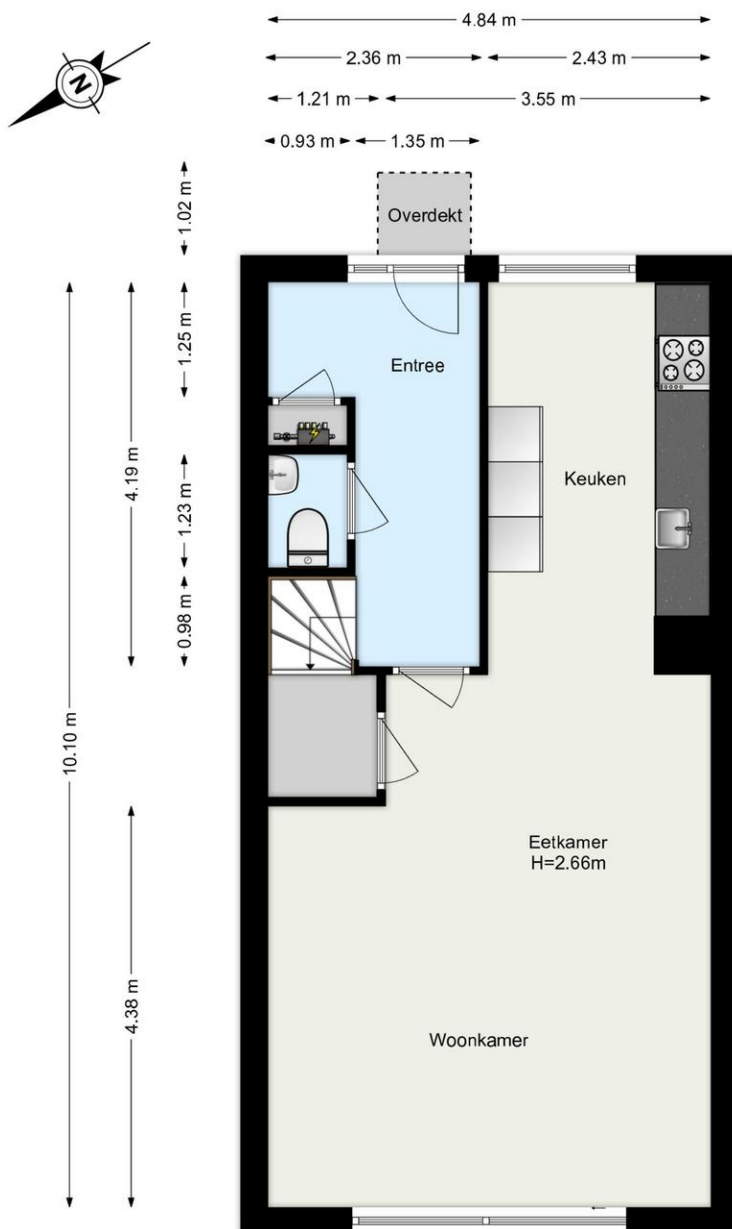 4.84 m
2.36 m
2.43 m
N
1.21 m
3.55 m
0.93 m
1.35 m
1.02 m
Overdekt
1.25 m
Entree
4.19 m
Keuken
1.23 m
0.98 m
10.10 m
Eetkamer
H=2.66m
4.38 m
Woonkamer